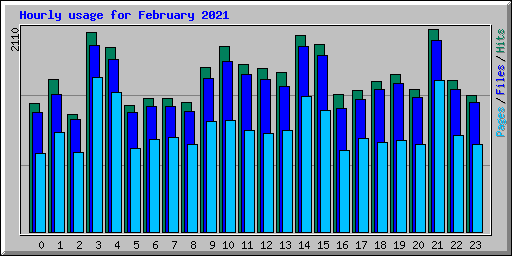 Hourly usage for February 2021
2110
Pages / Files / Hits
0 1 2 3 4 5 6 7 8 9 10 11 12 13 14 15 16 17 18 19 20 21 22 23